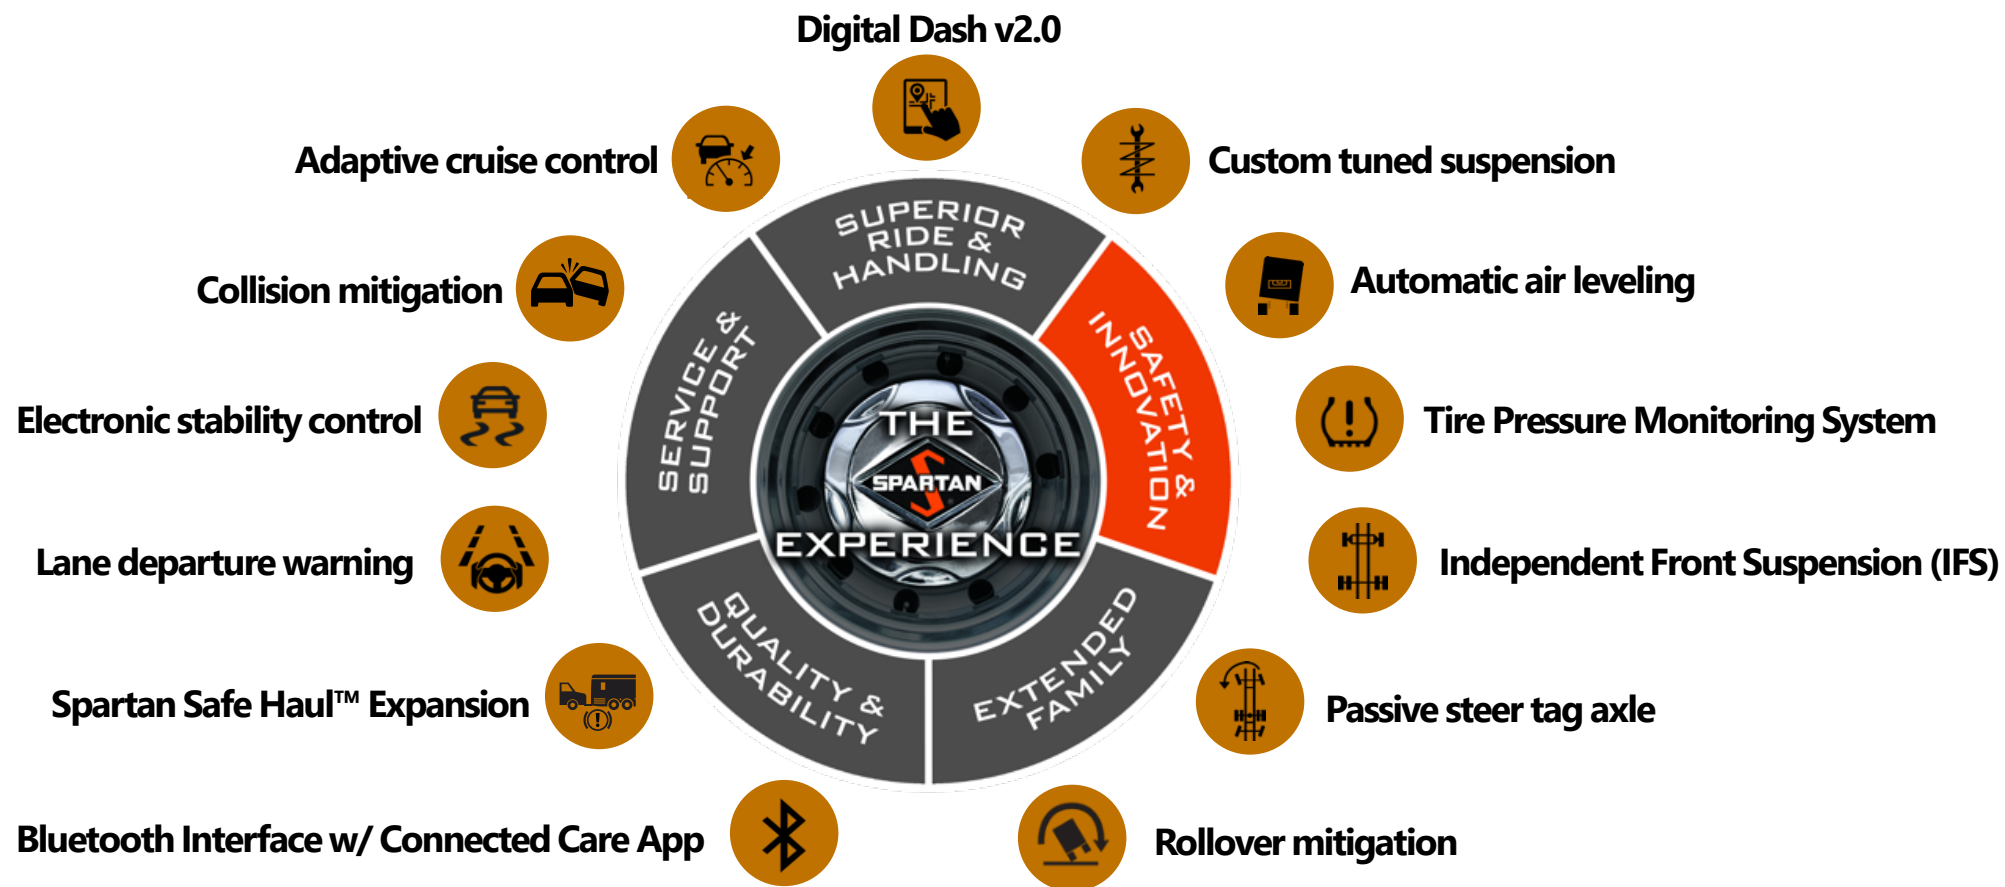 Digital Dash v2.0
Adaptive cruise control
Custom tuned suspension
Collision mitigation
Automatic air leveling
Electronic stability control
Tire Pressure Monitoring System
Lane departure warning
Independent Front Suspension (IFS)
Spartan Safe Haul™ Expansion
Passive steer tag axle
Bluetooth Interface w/ Connected Care App
Rollover mitigation
SUPERIOR
RIDE &
HANDLING
SAFETY &
INNOVATION
EXTENDED
FAMILY
QUALITY &
DURABILITY
SERVICE &
SUPPORT
THE
SPARTAN
EXPERIENCE